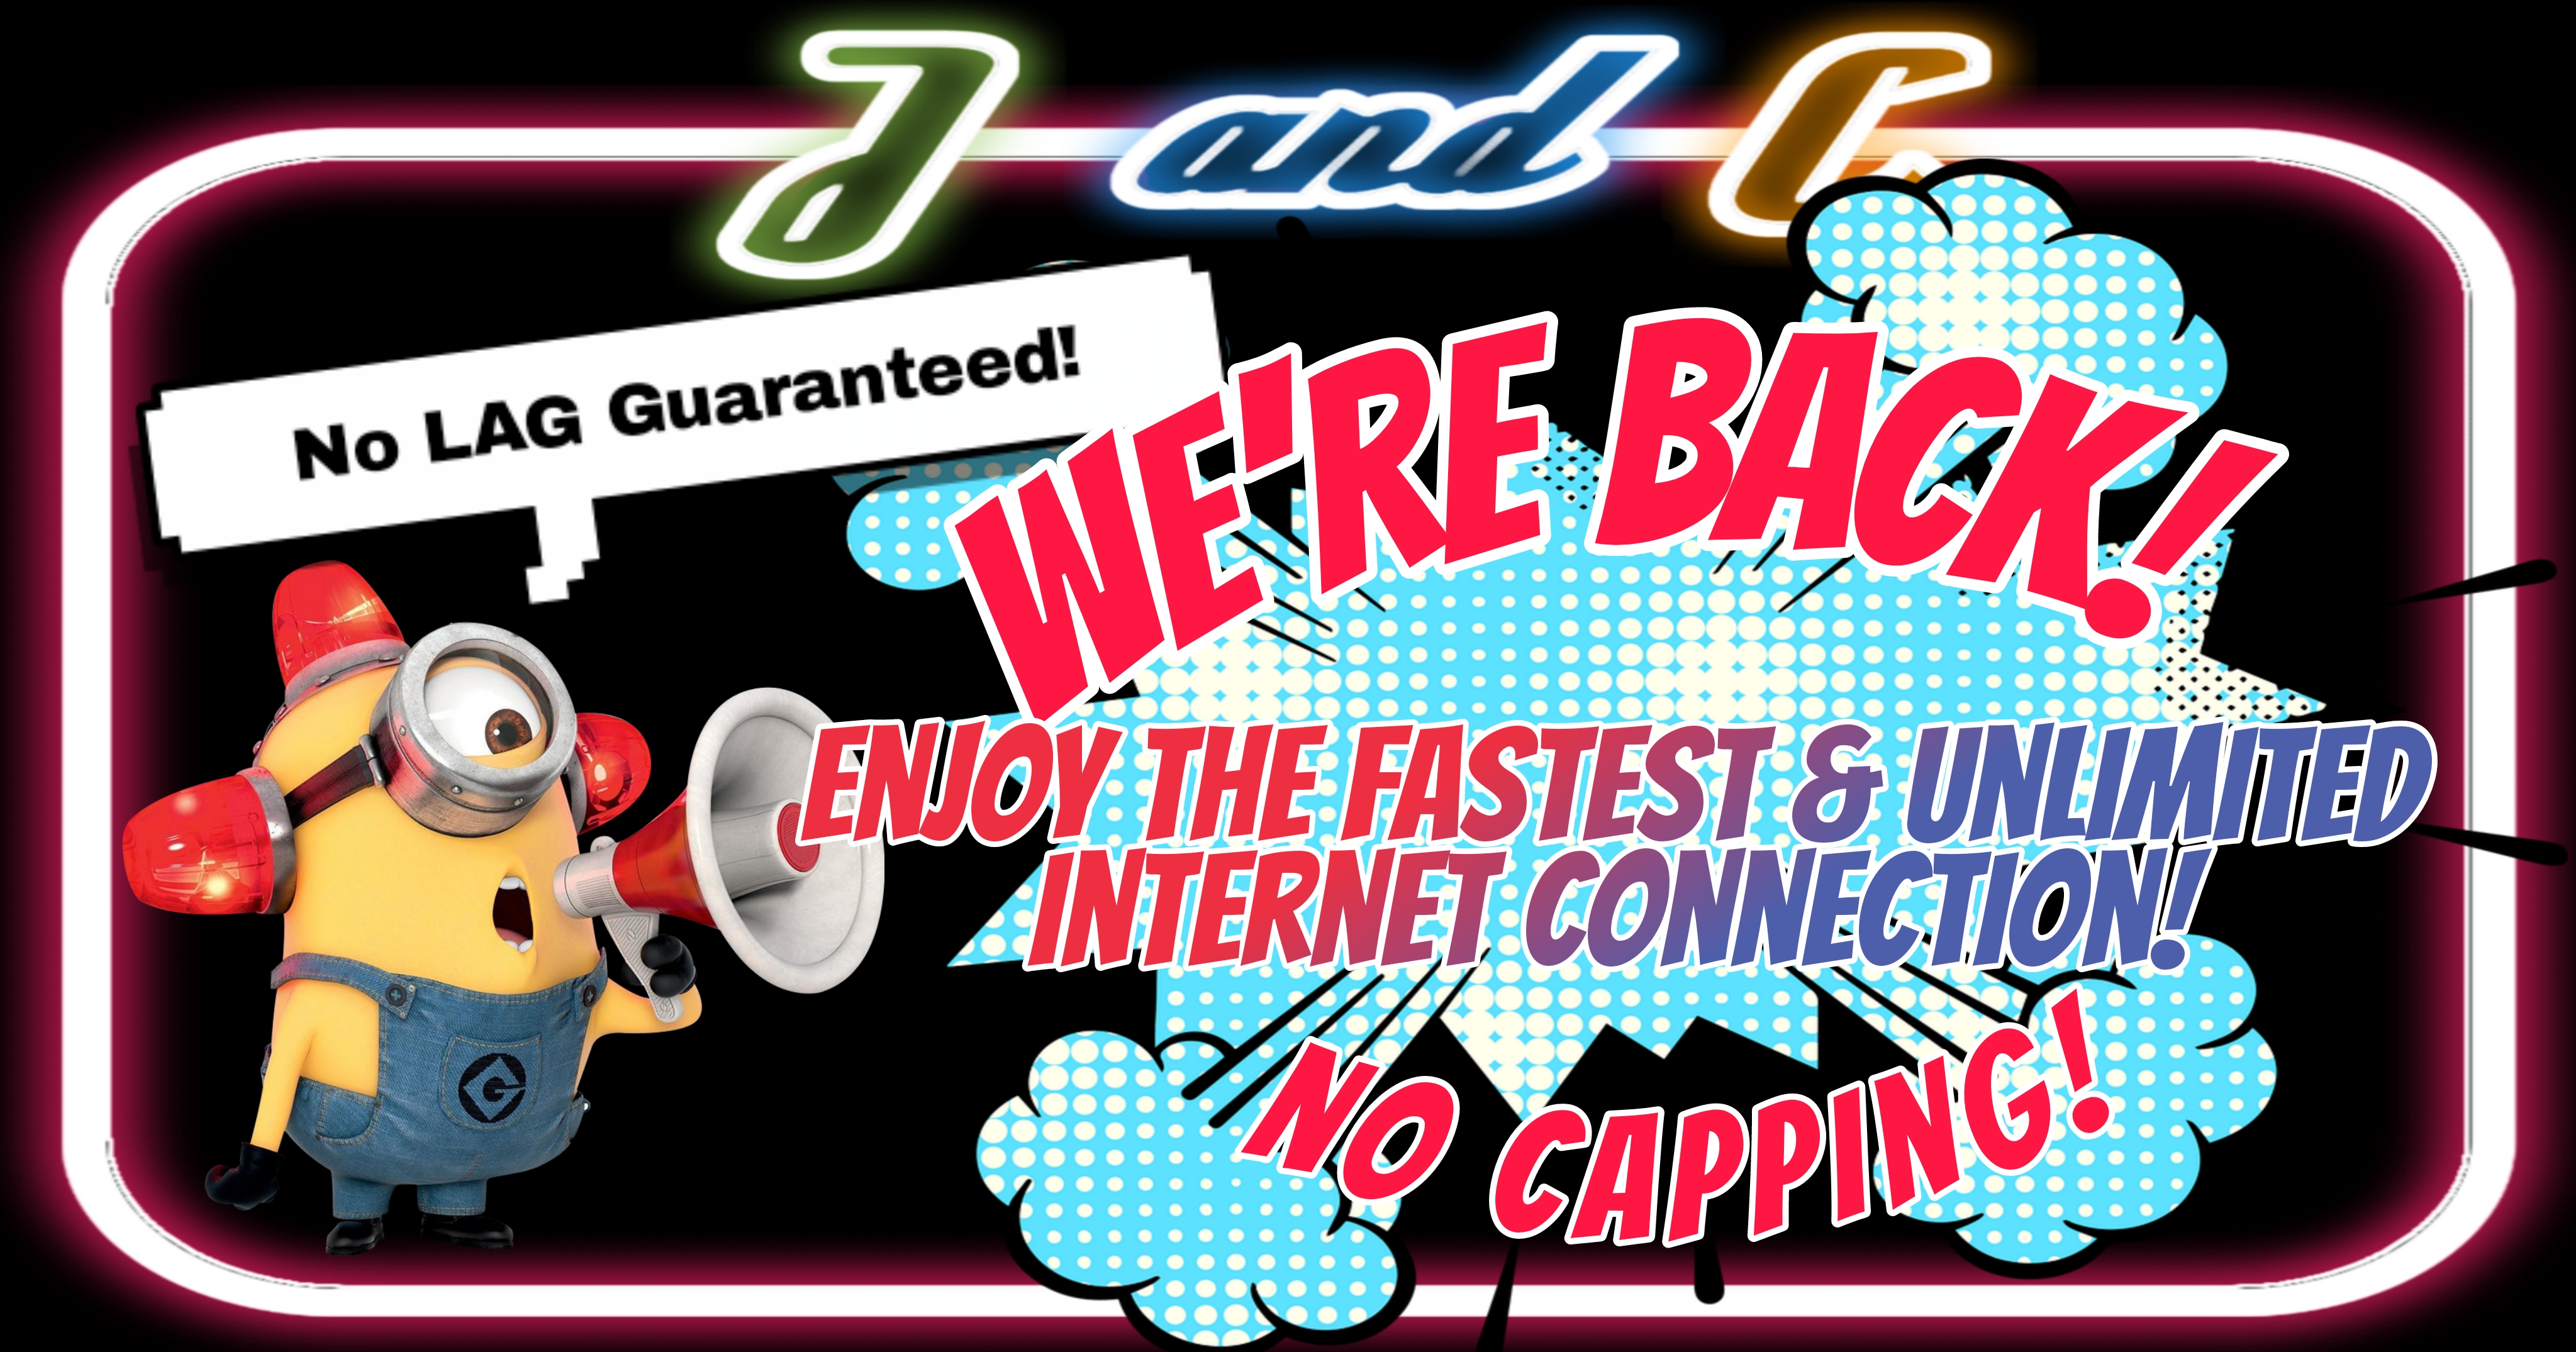 J and C
No LAG Guaranteed!
WE'RE BACK!
ENJOY THE FASTEST & UNLIMITED
INTERNET CONNECTION!
NO CAPPING!
G